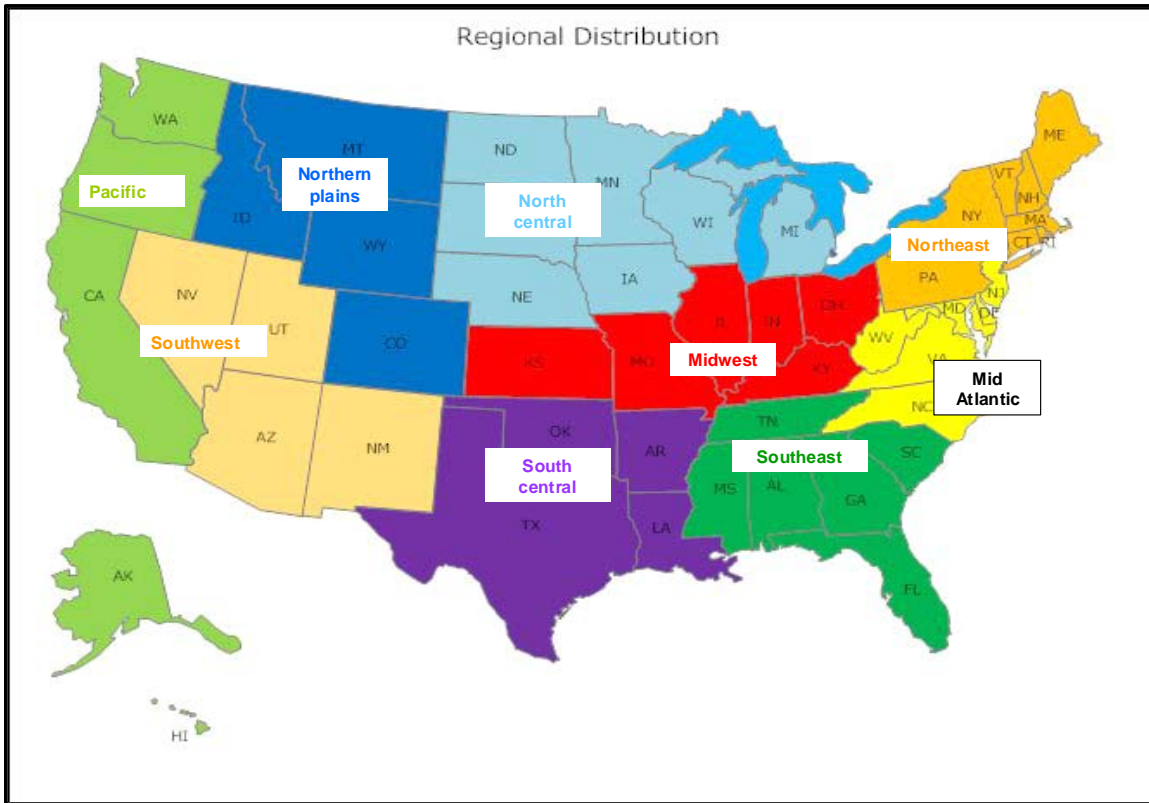 Regional Distribution
WA
MT
ND
MN
ME
Pacific
Northern
plains
North
central
VT
NH
NY
MA
CT
RI
Northeast
ID
WY
WI
MI
IA
NE
PA
NJ
MD
DE
CA
NV
UT
CO
Southwest
KS
MO
IL
IN
OH
KY
Midwest
WV
VA
NC
Mid
Atlantic
AZ
NM
OK
AR
TN
SC
Southeast
South
central
TX
LA
MS
AL
GA
FL
AK
HI